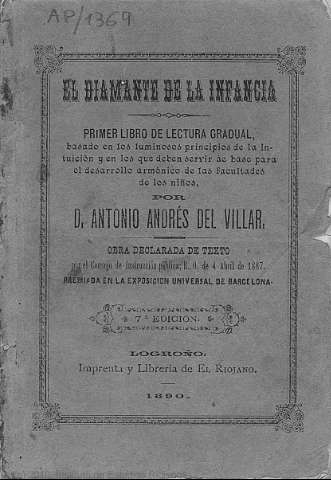 AP/1369
EL DIAMANTE DE LA INFANCIA
PRIMER LIBRO DE LECTURA GRADUAL,
basado en los luminosos principios de la In-
tuición y en los que deben servir de base para
el desarrollo armónico de las facultades
de los niños,
POR
D. ANTONIO ANDRÉS DEL VILLAR.
OBRA DECLARADA DE TEXTO
por el Consejo de Instrucción pública, R. O. de 4 Abril de 1887.
PREMIADA EN LA EXPOSICION UNIVERSAL DE BARCELONA.
7.ª EDICION.
LOGROÑO:
Imprenta y Librería de EL RIOJANO.
1890.